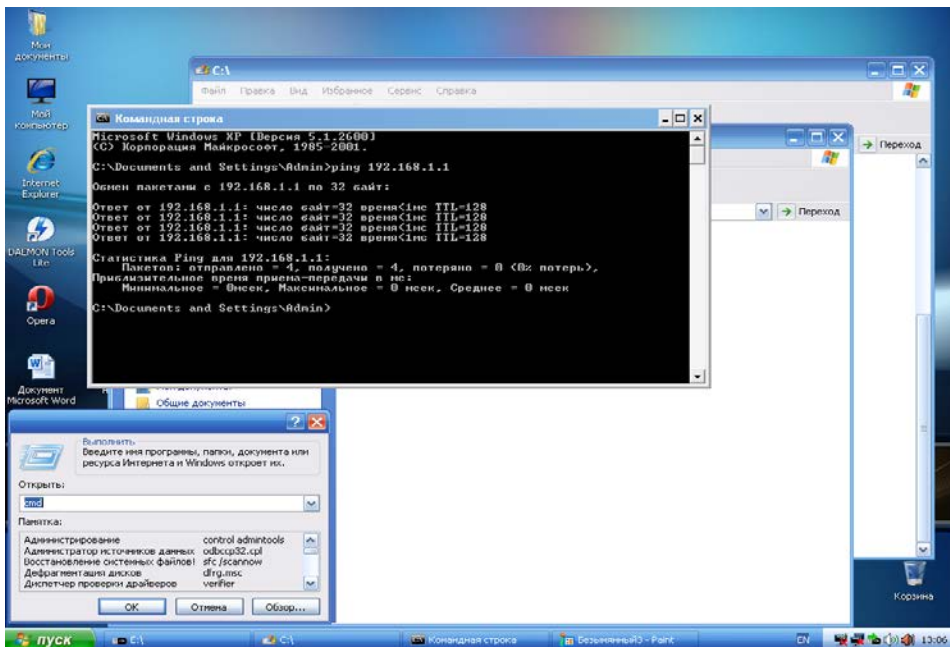 Мои документы
C:\
Файл Правка Вид Избранное Сервис Справка
Мой компьютер
Командная строка
Microsoft Windows XP [Версия 5.1.2600]
(C) Корпорация Майкрософт, 1985-2001.
C:\Documents and Settings\Admin>ping 192.168.1.1
Обмен пакетами с 192.168.1.1 по 32 байт:
Ответ от 192.168.1.1: число байт=32 время<1мс TTL=128
Ответ от 192.168.1.1: число байт=32 время<1мс TTL=128
Ответ от 192.168.1.1: число байт=32 время<1мс TTL=128
Ответ от 192.168.1.1: число байт=32 время<1мс TTL=128
Статистика Ping для 192.168.1.1:
Пакетов: отправлено = 4, получено = 4, потеряно = 0 (0% потерь),
Приблизительное время приема-передачи в мс:
Минимальное = 0мсек, Максимальное = 0 мсек, Среднее = 0 мсек
C:\Documents and Settings\Admin>
Переход
Переход
Internet Explorer
DAEMON Tools Lite
Opera
Документ Microsoft Word
Общие документы
Выполнить
Введите имя программы, папки, документа или
ресурса Интернета и Windows откроет их.
Открыть:
cmd
Памятка:
Администрирование control admintools
Администратор источников данных odbccp32.cpl
Восстановление системных файлов! sfc /scannow
Дефрагментация дисков dfrg.msc
Диспетчер проверки драйверов verifier
OK Отмена Обзор...
Корзина
пуск E:\ C:\ Командная строка Безымянный3 - Paint EN 13:06